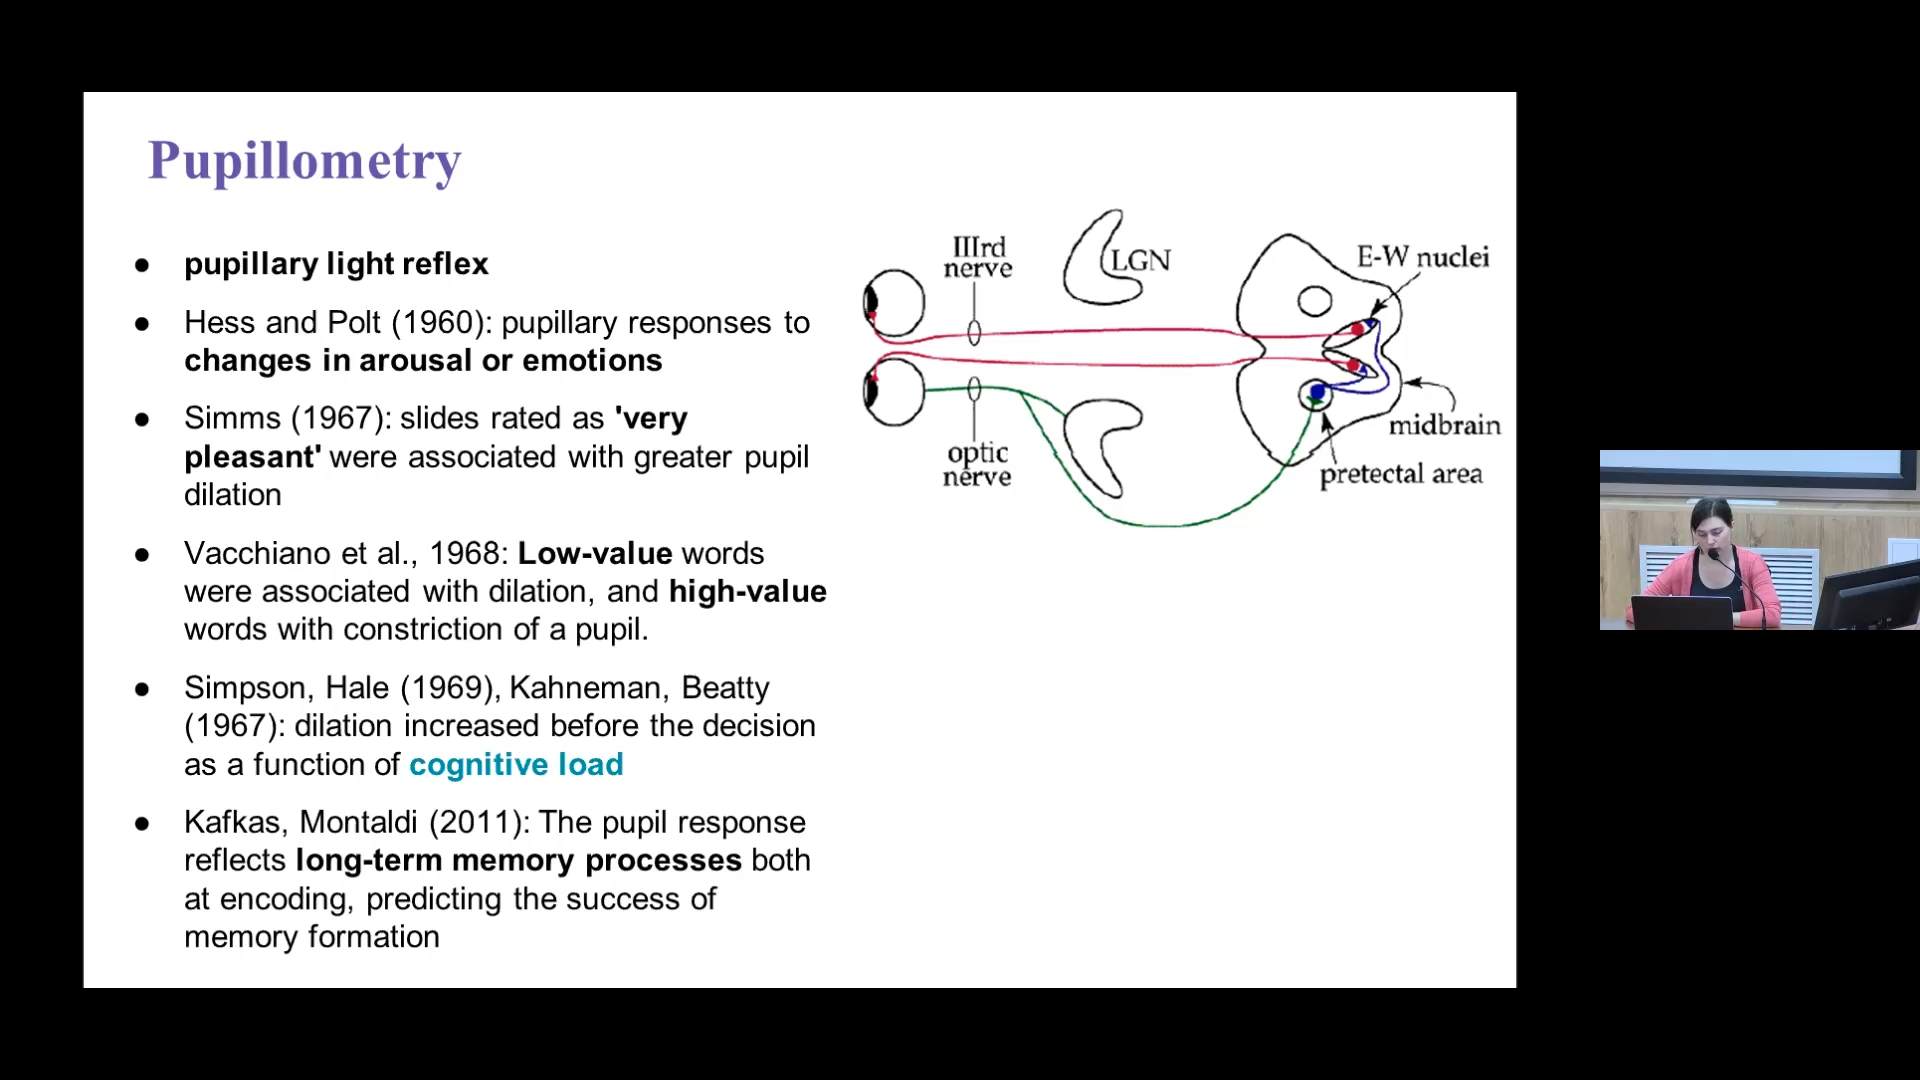 Pupillometry
● pupillary light reflex
● Hess and Polt (1960): pupillary responses to
changes in arousal or emotions
● Simms (1967): slides rated as 'very
pleasant' were associated with greater pupil
dilation
● Vacchiano et al., 1968: Low-value words
were associated with dilation, and high-value
words with constriction of a pupil.
● Simpson, Hale (1969), Kahneman, Beatty
(1967): dilation increased before the decision
as a function of cognitive load
● Kafkas, Montaldi (2011): The pupil response
reflects long-term memory processes both
at encoding, predicting the success of
memory formation
IIIrd
nerve
LGN
E-W nuclei
optic
nerve
midbrain
pretectal area